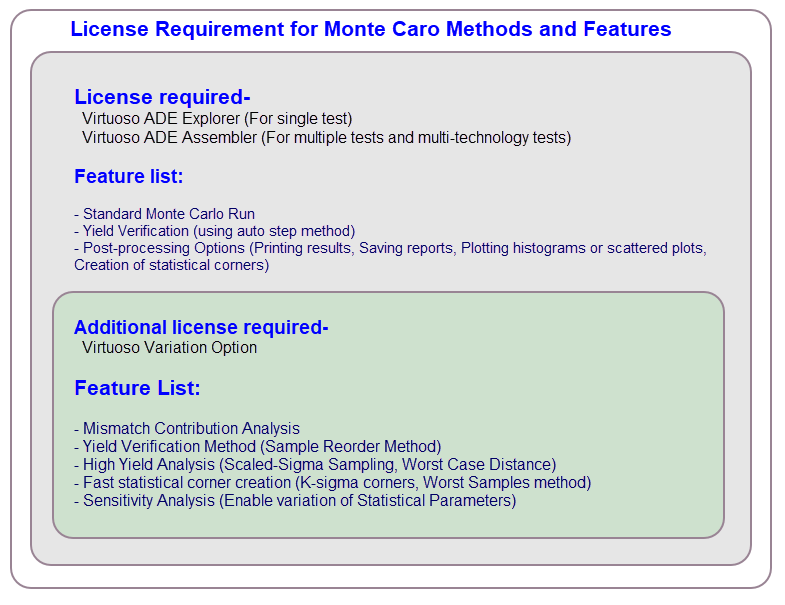 License Requirement for Monte Caro Methods and Features
License required-
Virtuoso ADE Explorer (For single test)
Virtuoso ADE Assembler (For multiple tests and multi-technology tests)
Feature list:
- Standard Monte Carlo Run
- Yield Verification (using auto step method)
- Post-processing Options (Printing results, Saving reports, Plotting histograms or scattered plots,
Creation of statistical corners)
Additional license required-
Virtuoso Variation Option
Feature List:
- Mismatch Contribution Analysis
- Yield Verification Method (Sample Reorder Method)
- High Yield Analysis (Scaled-Sigma Sampling, Worst Case Distance)
- Fast statistical corner creation (K-sigma corners, Worst Samples method)
- Sensitivity Analysis (Enable variation of Statistical Parameters)